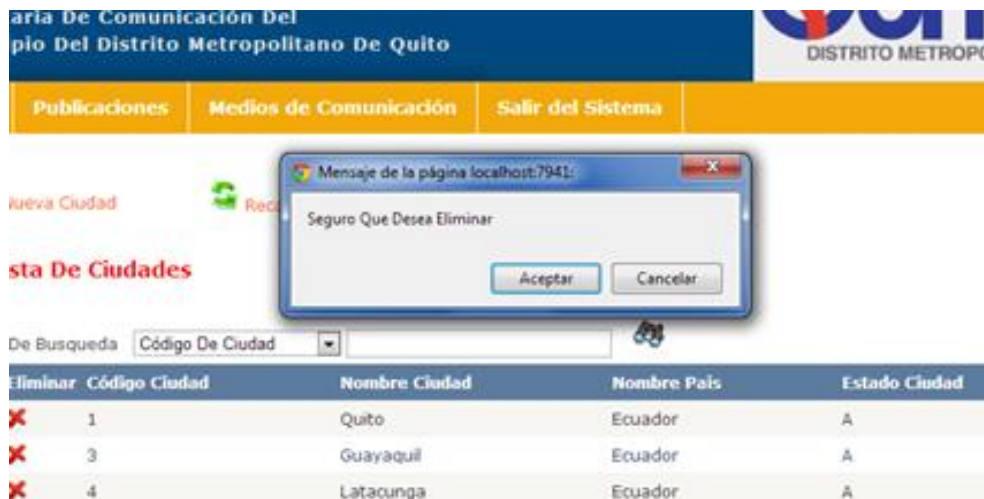 aria De Comunicación Del
pio Del Distrito Metropolitano De Quito
DISTRITO METROPO
Publicaciones Medios de Comunicación Salir del Sistema
Mensaje de la página localhost:7941:
Nueva Ciudad Reca
Seguro Que Desea Eliminar
sta De Ciudades
Aceptar Cancelar
De Busqueda Código De Ciudad
Eliminar Código Ciudad Nombre Ciudad Nombre Pais Estado Ciudad
1 Quito Ecuador A
3 Guayaquil Ecuador A
4 Latacunga Ecuador A